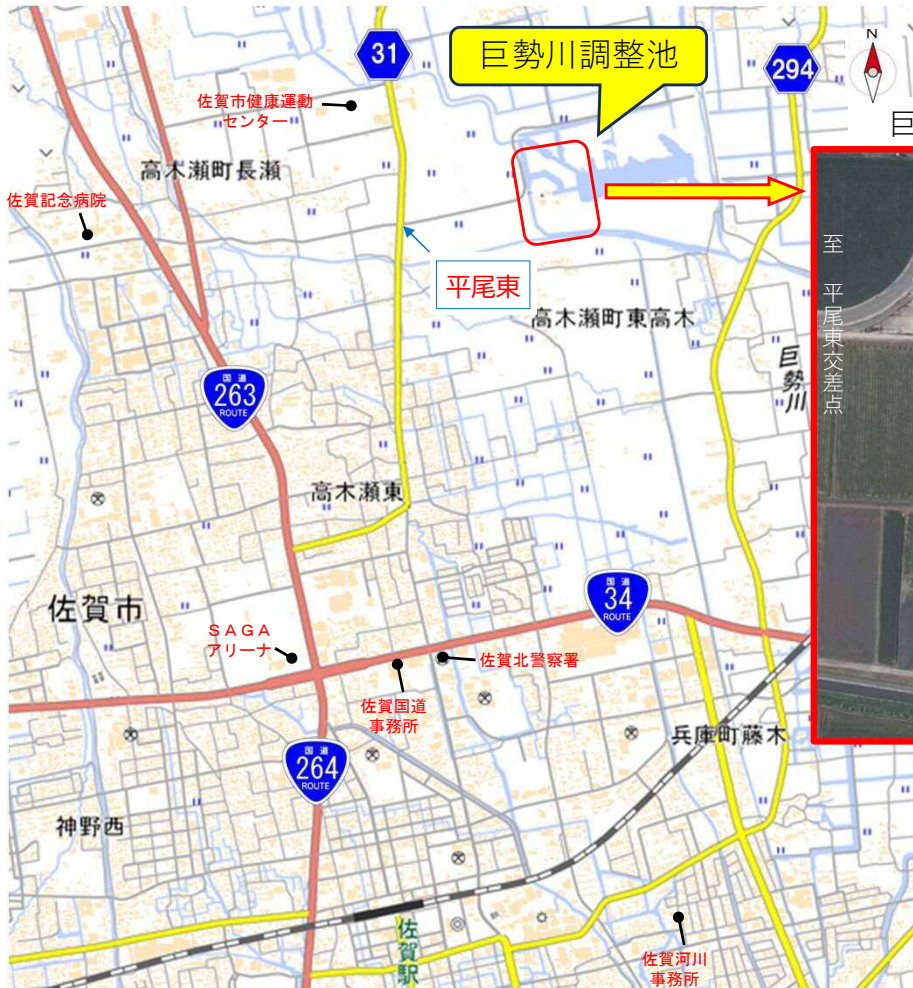 31
巨勢川調整池
294
N
巨
佐賀市健康運動
センター
高木瀬町長瀬
佐賀記念病院
至 平尾東交差点
平尾東
高木瀬町東高木
巨勢川
国道
263
ROUTE
高木瀬東
国道
34
ROUTE
佐賀市
SAGA
アリーナ
佐賀北警察署
佐賀国道
事務所
兵庫町藤木
国道
264
ROUTE
神野西
佐賀駅
佐賀河川
事務所